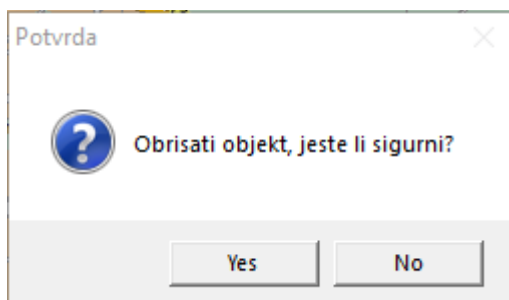 Potvrda
Obrisati objekt, jeste li sigurni?
Yes No